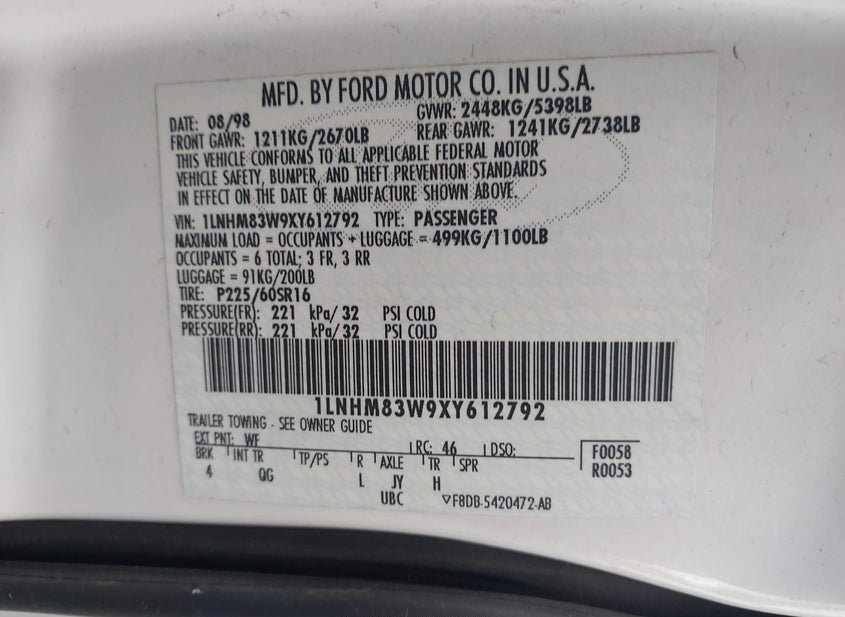 MFD. BY FORD MOTOR CO. IN U.S.A.
DATE: 08/98 GVWR: 2448KG/5398LB
FRONT GAWR: 1211KG/2670LB REAR GAWR: 1241KG/2738LB
THIS VEHICLE CONFORMS TO ALL APPLICABLE FEDERAL MOTOR
VEHICLE SAFETY, BUMPER, AND THEFT PREVENTION STANDARDS
IN EFFECT ON THE DATE OF MANUFACTURE SHOWN ABOVE.
VIN: 1LNHM83W9XY612792 TYPE: PASSENGER
MAXIMUM LOAD = OCCUPANTS + LUGGAGE = 499KG/1100LB
OCCUPANTS = 6 TOTAL; 3 FR, 3 RR
LUGGAGE = 91KG/200LB
TIRE: P225/60SR16
PRESSURE(FR): 221 kPa/ 32 PSI COLD
PRESSURE(RR): 221 kPa/ 32 PSI COLD
1LNHM83W9XY612792
TRAILER TOWING - SEE OWNER GUIDE
EXT PNT: WF RC: 46 DSO: F0058
BRK INT TR TP/PS R AXLE TR SPR R0053
4 QG L JY H
UBC ▽F8DB-5420472-AB